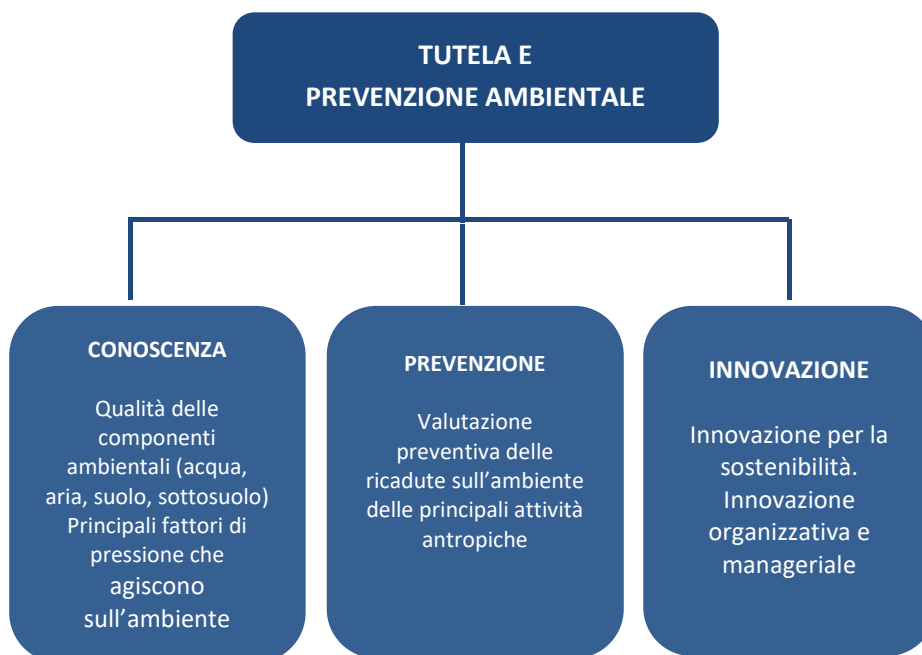 TUTELA E
PREVENZIONE AMBIENTALE
CONOSCENZA
Qualità delle
componenti
ambientali (acqua,
aria, suolo, sottosuolo)
Principali fattori di
pressione che
agiscono
sull’ambiente
PREVENZIONE
Valutazione
preventiva delle
ricadute sull’ambiente
delle principali attività
antropiche
INNOVAZIONE
Innovazione per la
sostenibilità.
Innovazione
organizzativa e
manageriale